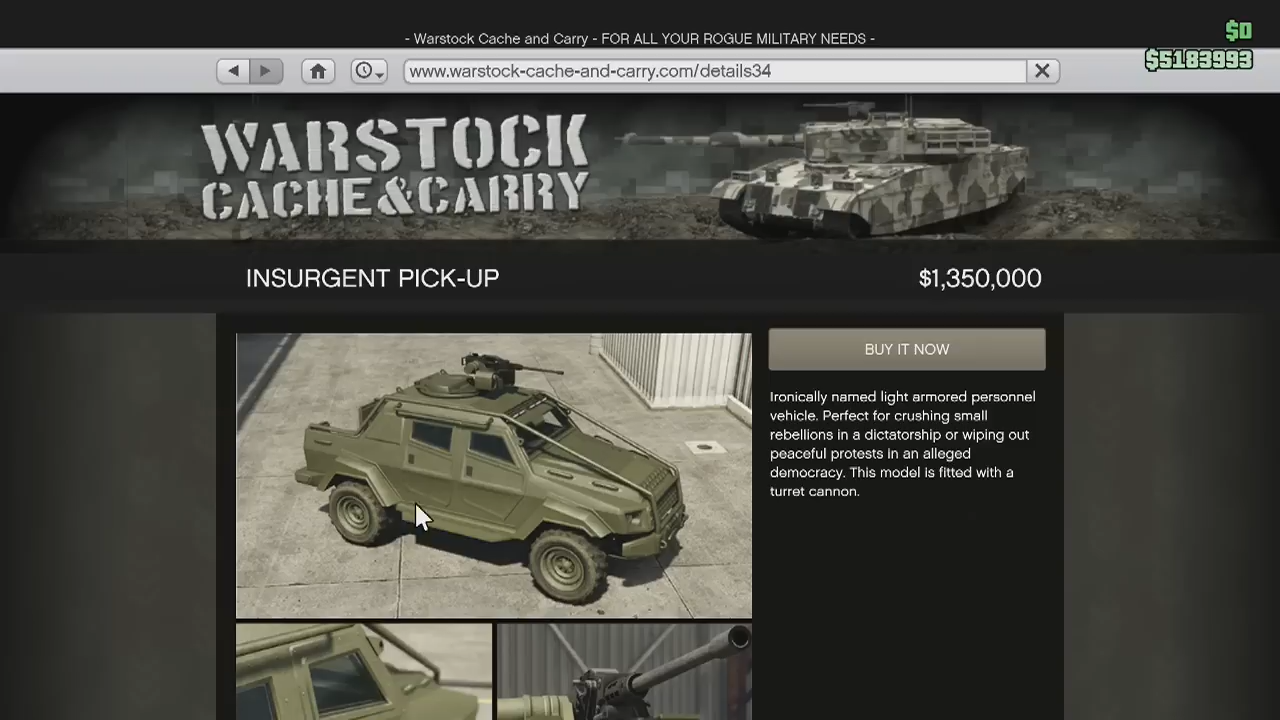 - Warstock Cache and Carry - FOR ALL YOUR ROGUE MILITARY NEEDS -
$0
$5183993
www.warstock-cache-and-carry.com/details34
WARSTOCK
CACHE&CARRY
INSURGENT PICK-UP
$1,350,000
BUY IT NOW
Ironically named light armored personnel
vehicle. Perfect for crushing small
rebellions in a dictatorship or wiping out
peaceful protests in an alleged
democracy. This model is fitted with a
turret cannon.